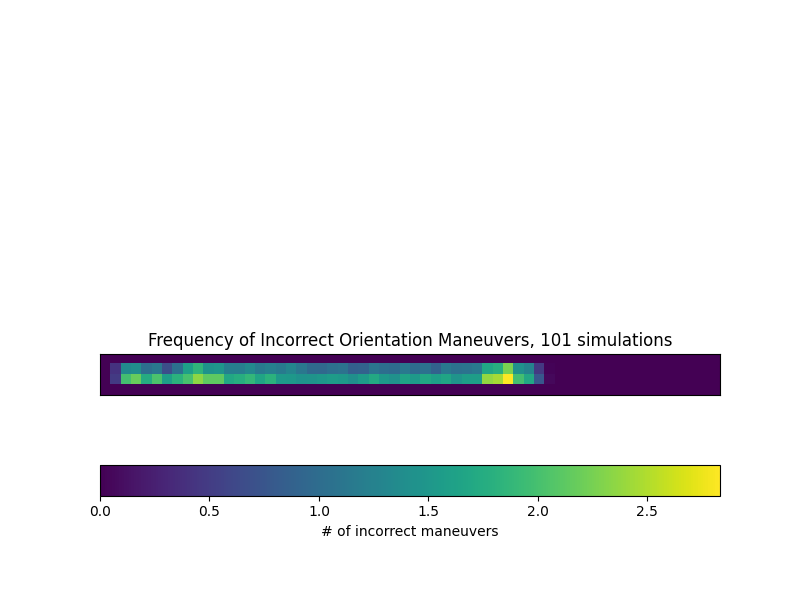 Frequency of Incorrect Orientation Maneuvers, 101 simulations
0.0 0.5 1.0 1.5 2.0 2.5
# of incorrect maneuvers